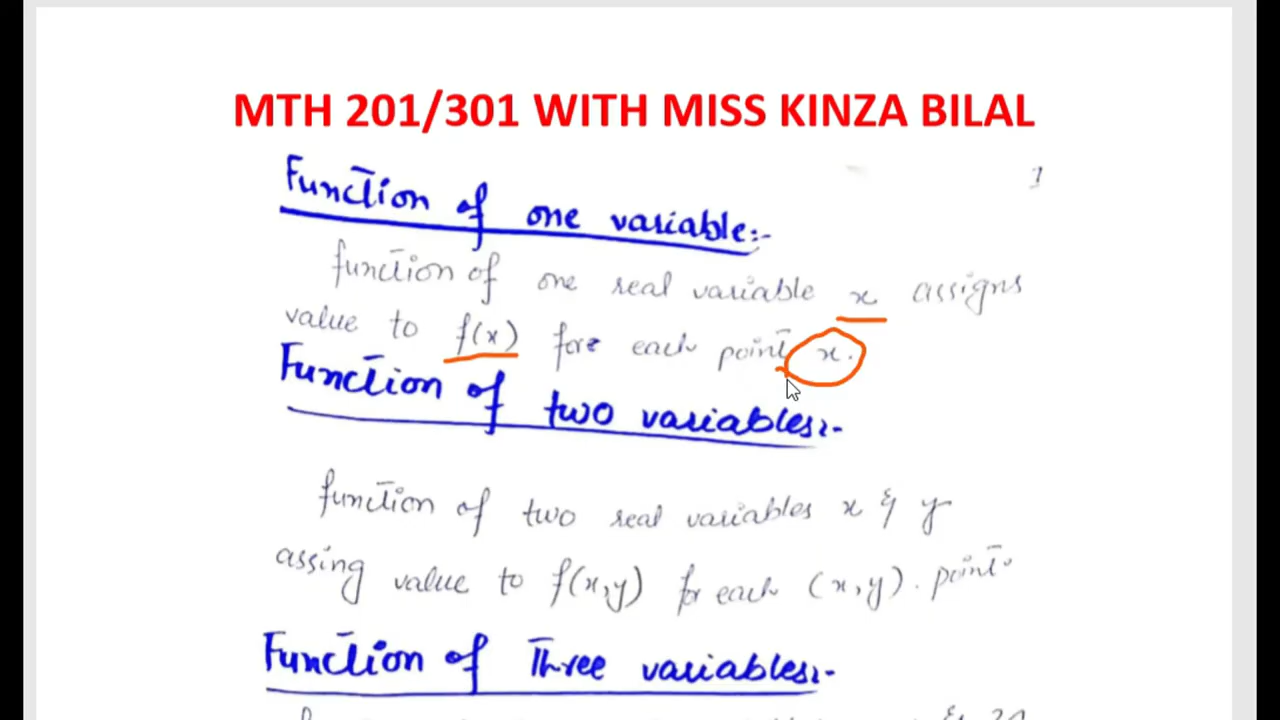 MTH 201/301 WITH MISS KINZA BILAL
1
Function of one variable:-
function of one real variable x assigns
value to f(x) for each point x.
Function of two variables:-
function of two real variables x & y
assing value to f(x,y) for each (x,y). point
Function of Three variables:-